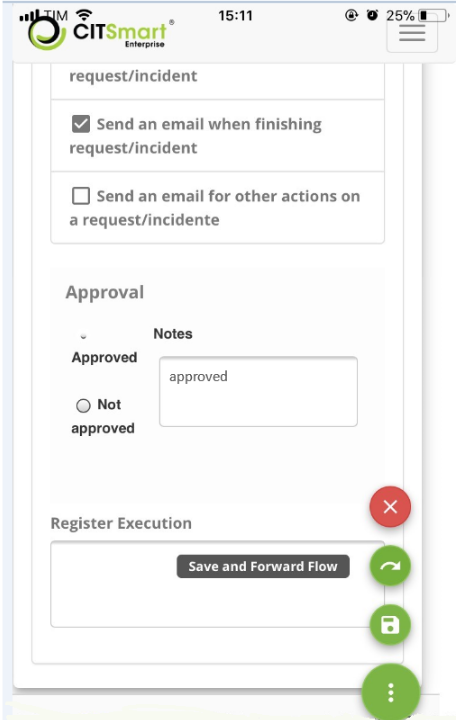 TIM 15:11 25%
CITSmart®
Enterprise
request/incident
Send an email when finishing
request/incident
Send an email for other actions on
a request/incidente
Approval
Notes
Approved
approved
Not
approved
Register Execution
Save and Forward Flow